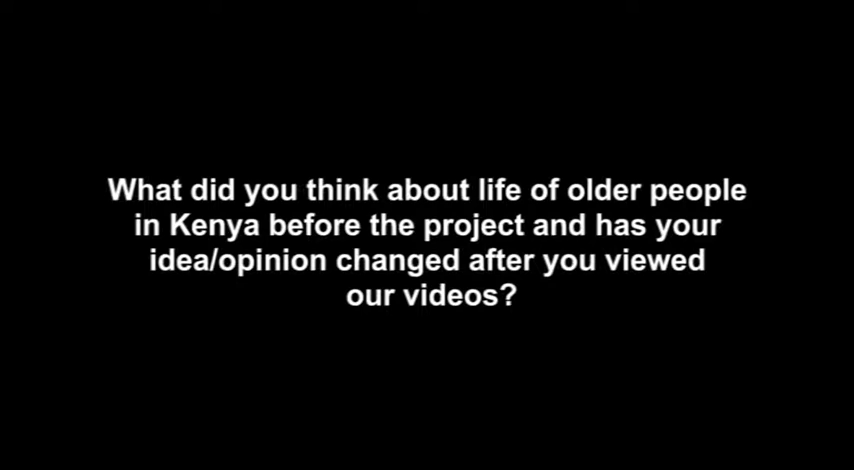 What did you think about life of older people
in Kenya before the project and has your
idea/opinion changed after you viewed
our videos?